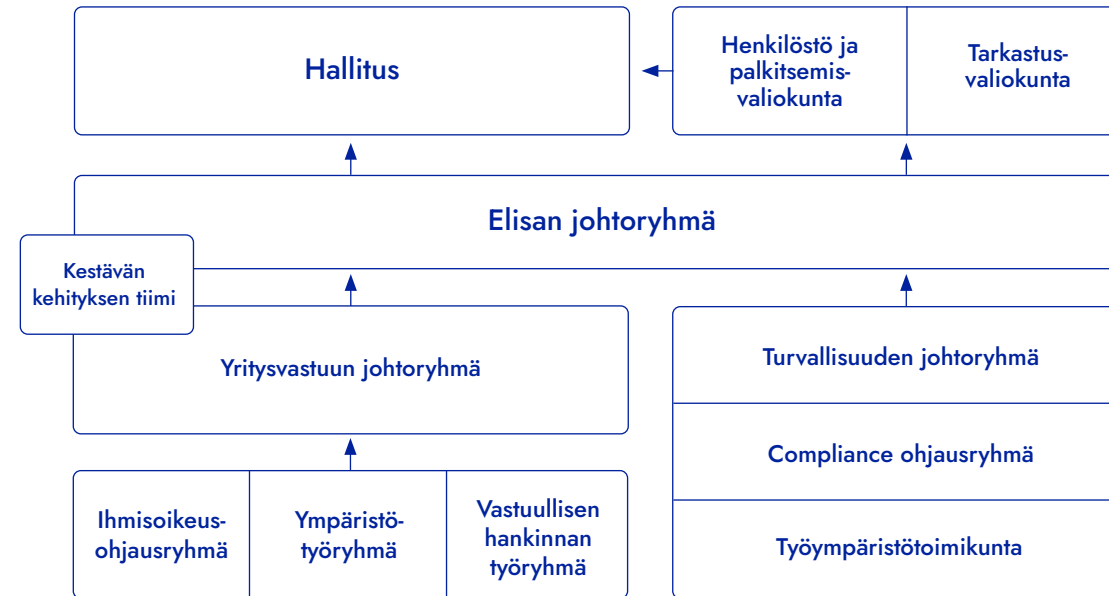 Hallitus
Henkilöstö ja
palkitsemis-
valiokunta
Tarkastus-
valiokunta
Elisan johtoryhmä
Kestävän
kehityksen tiimi
Yritysvastuun johtoryhmä
Turvallisuuden johtoryhmä
Compliance ohjausryhmä
Työympäristötoimikunta
Ihmisoikeus-
ohjausryhmä
Ympäristö-
työryhmä
Vastuullisen
hankinnan
työryhmä